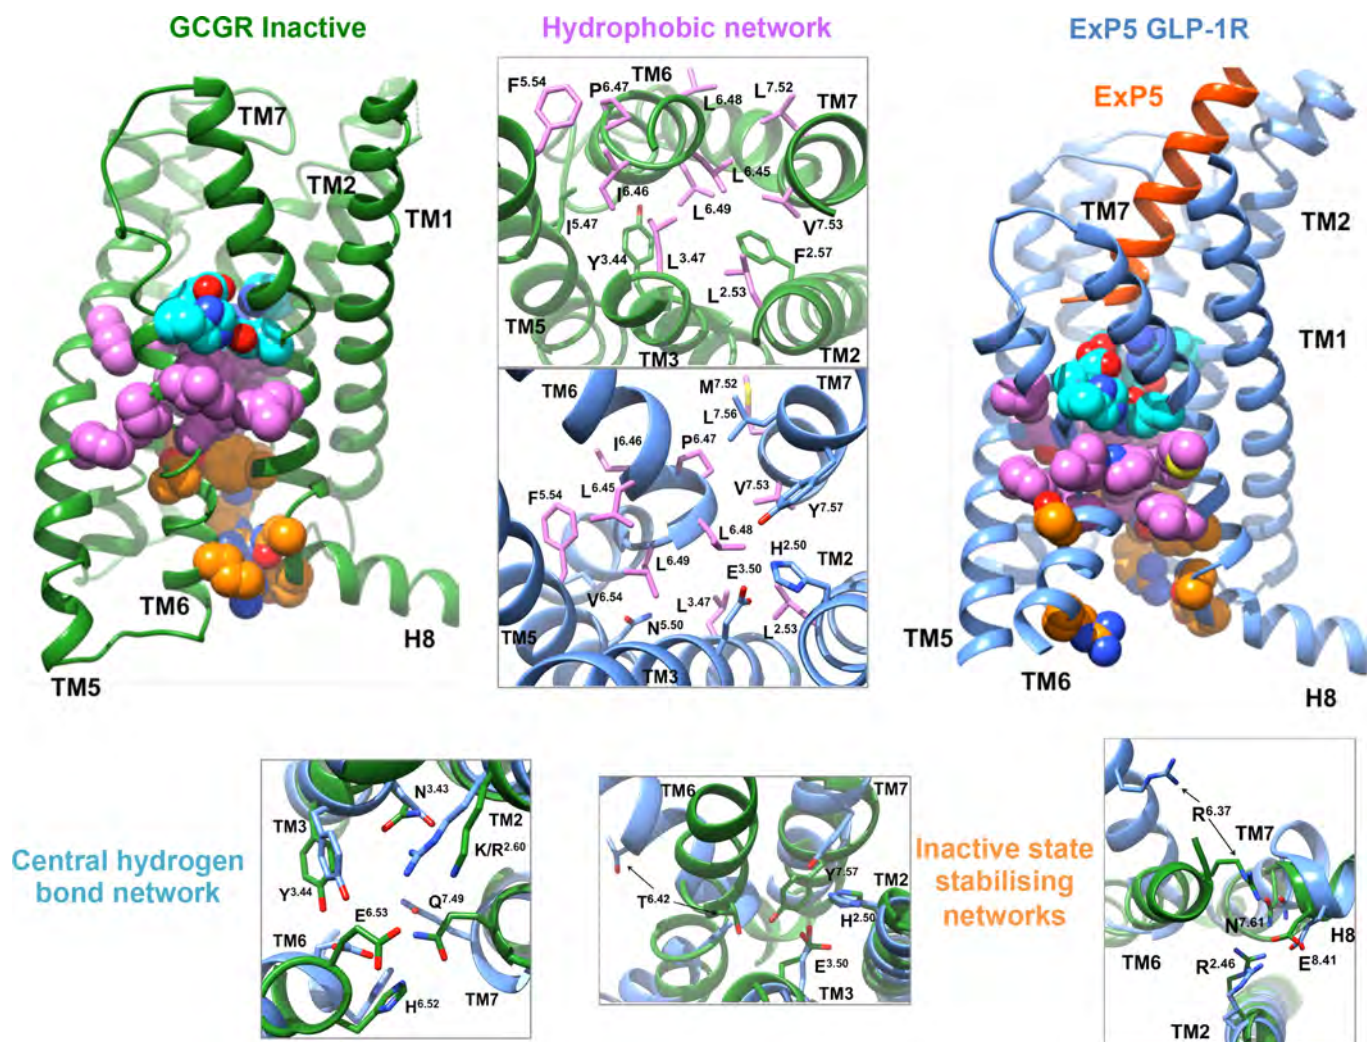 GCGR Inactive
Hydrophobic network
ExP5 GLP-1R
TM7
TM2
TM1
TM6
H8
TM5
F5.54
P6.47
TM6
L6.48
L7.52
TM7
L6.45
I6.46
L6.49
I5.47
V7.53
Y3.44
L3.47
F2.57
L2.53
TM5
TM3
TM2
TM6
M7.52
TM7
L7.56
I6.46
P6.47
F5.54
L6.45
V7.53
Y7.57
L6.48
H2.50
TM2
L6.49
E3.50
V6.54
L3.47
N5.50
L2.53
TM5
TM3
ExP5
TM7
TM2
TM1
TM5
TM6
H8
Central hydrogen
bond network
N3.43
TM3
TM2
K/R2.60
Y3.44
Q7.49
E6.53
TM6
TM7
H6.52
TM6
TM7
Y7.57
TM2
T6.42
H2.50
E3.50
TM3
Inactive state
stabilising
networks
R6.37
TM7
N7.61
H8
TM6
R2.46
E8.41
TM2